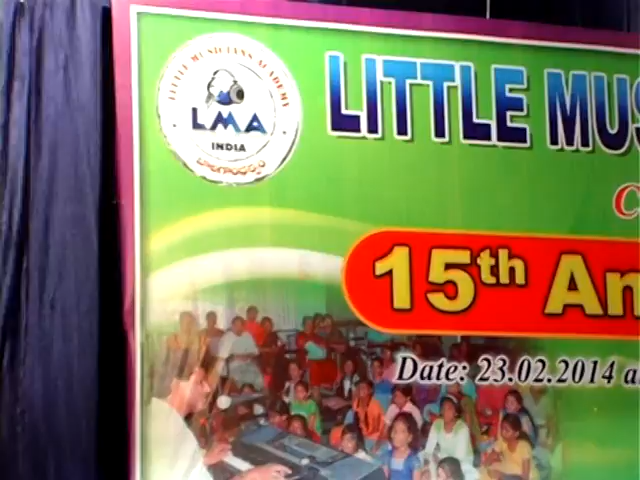 LITTLE MUSICIANS ACADEMY
LMA
INDIA
LITTLE MUS
C
15th An
Date: 23.02.2014 a